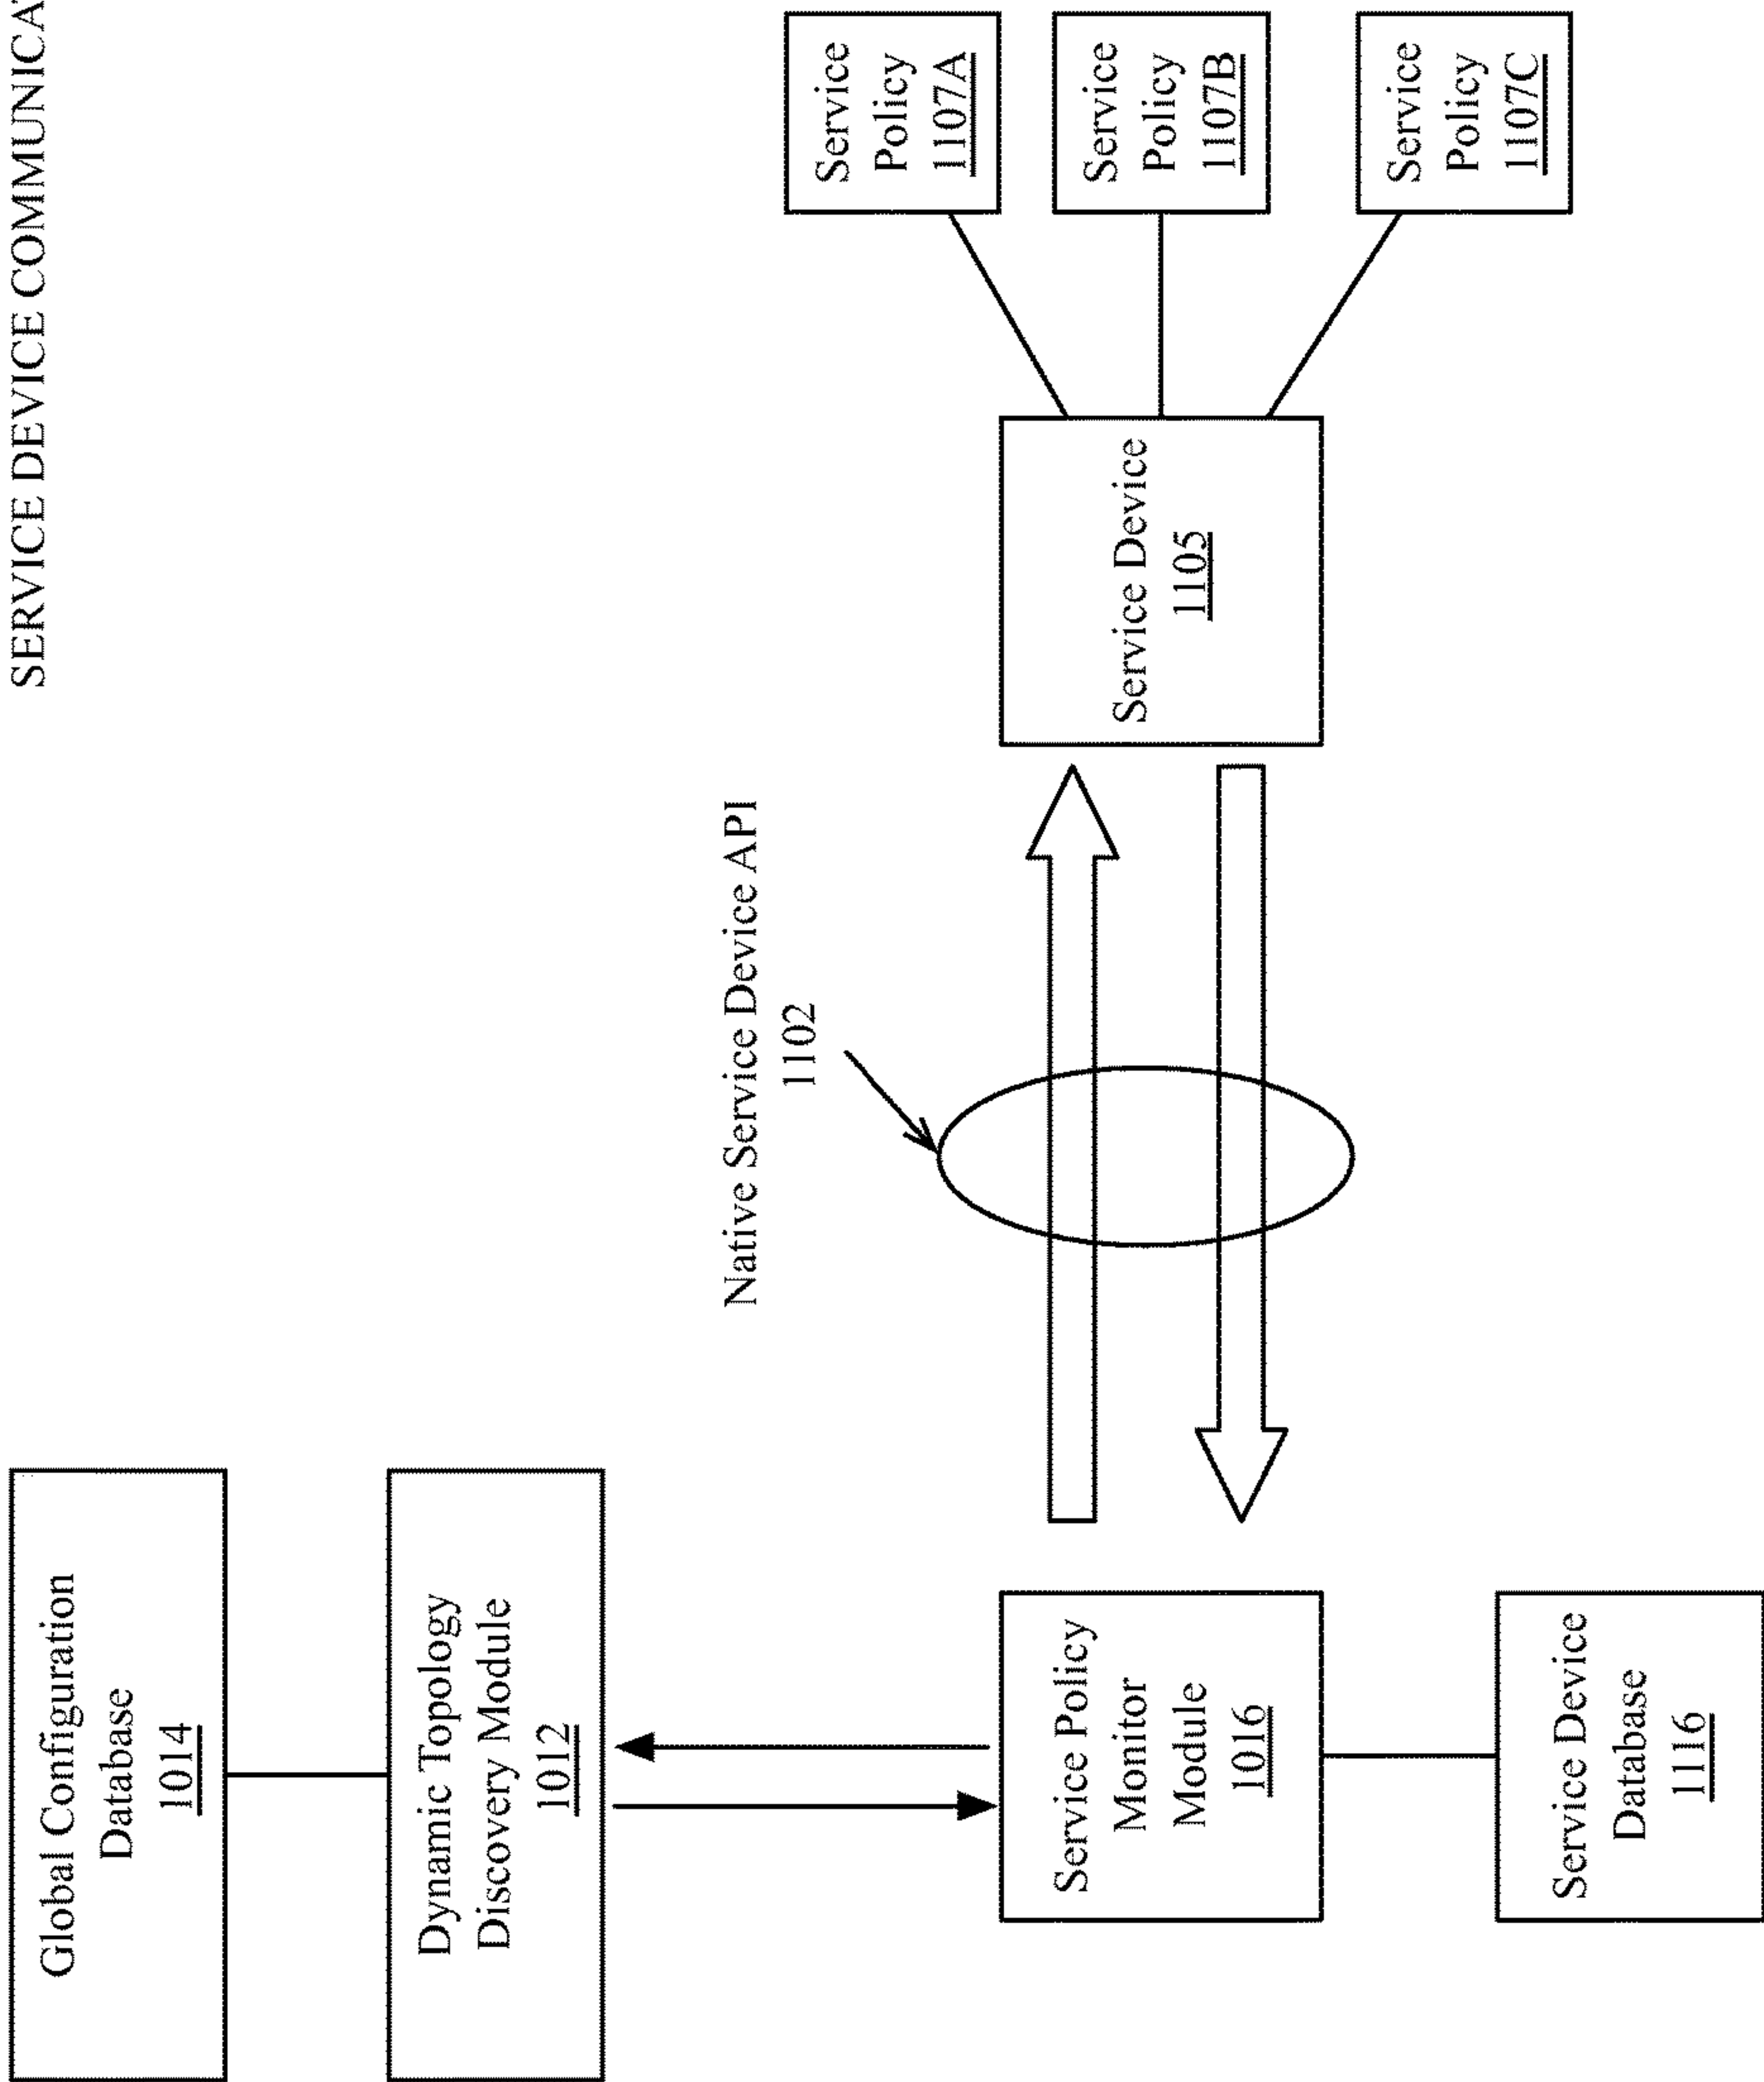 SERVICE DEVICE COMMUNICA
Global Configuration
Database
1014
Dynamic Topology
Discovery Module
1012
Native Service Device API
1102
Service Policy
Monitor
Module
1016
Service Device
1105
Service
Policy
1107A
Service
Policy
1107B
Service
Policy
1107C
Service Device
Database
1116